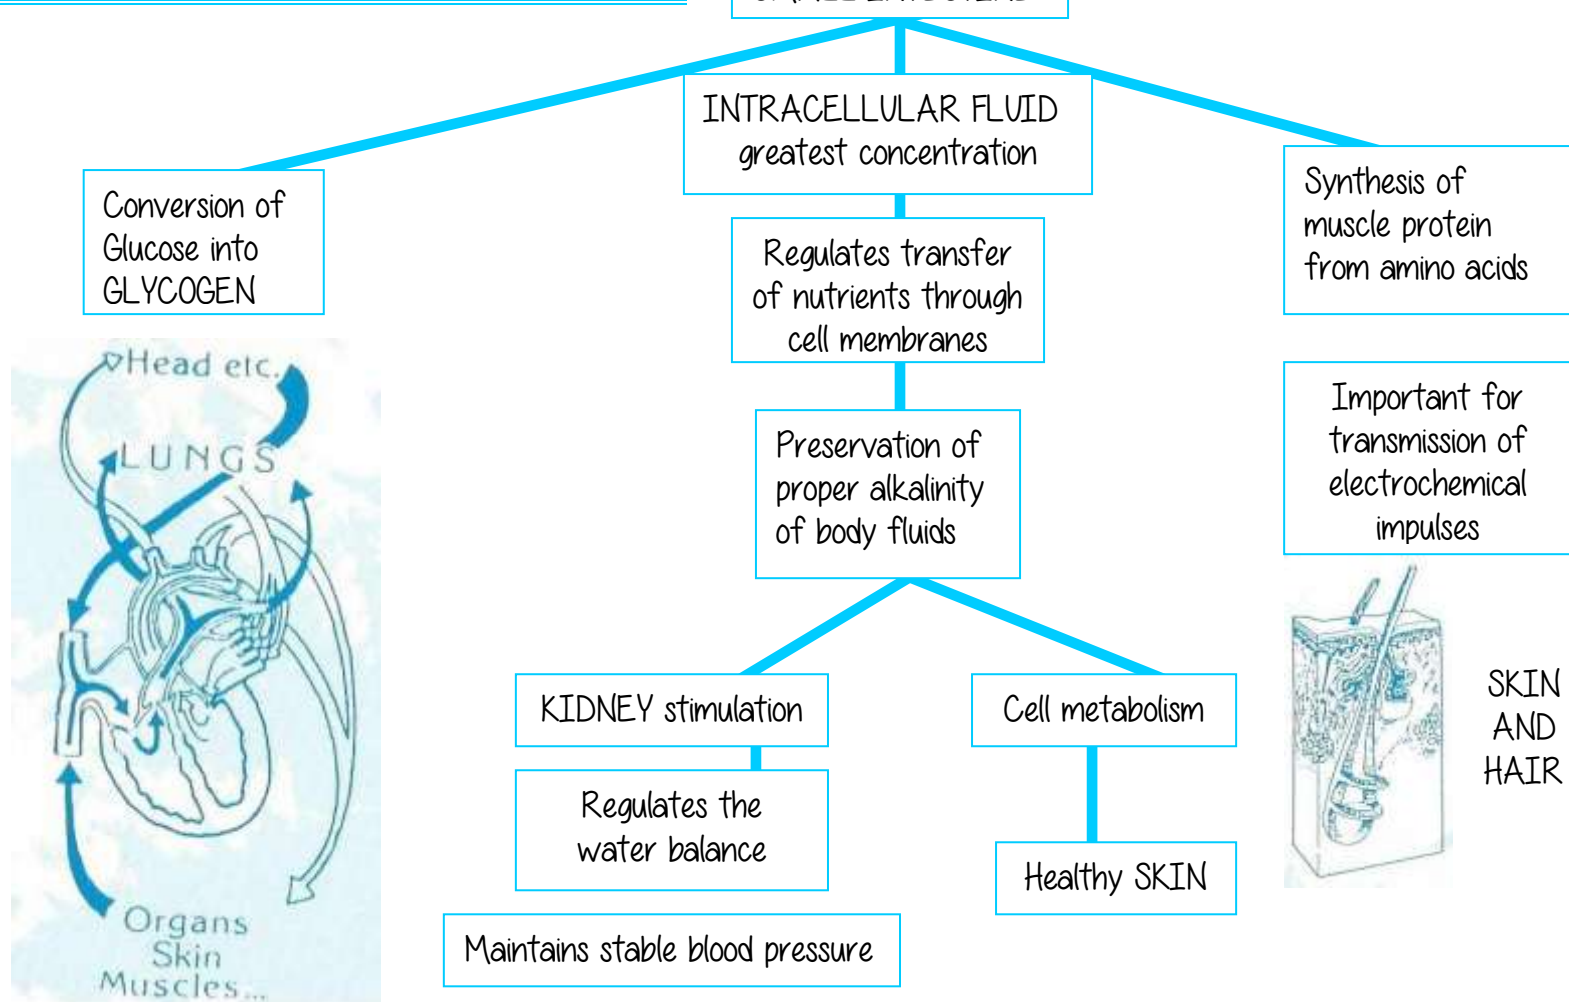 INTRACELLULAR FLUID
greatest concentration
Conversion of
Glucose into
GLYCOGEN
Synthesis of
muscle protein
from amino acids
Regulates transfer
of nutrients through
cell membranes
Head etc.
LUNGS
Important for
transmission of
electrochemical
impulses
Preservation of
proper alkalinity
of body fluids
KIDNEY stimulation
Cell metabolism
SKIN
AND
HAIR
Regulates the
water balance
Healthy SKIN
Organs
Skin
Muscles...
Maintains stable blood pressure